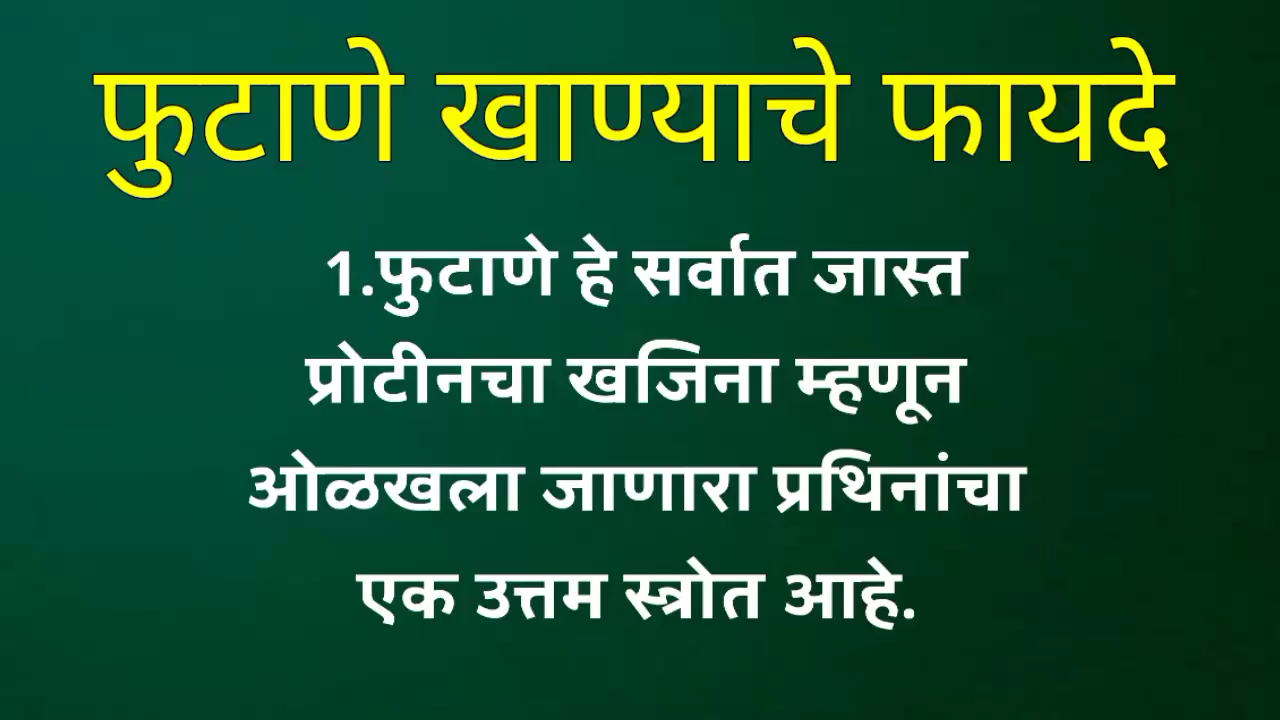 फुटाणे खाण्याचे फायदे
1.फुटाणे हे सर्वात जास्त
प्रोटीनचा खजिना म्हणून
ओळखला जाणारा प्रथिनांचा
एक उत्तम स्त्रोत आहे.